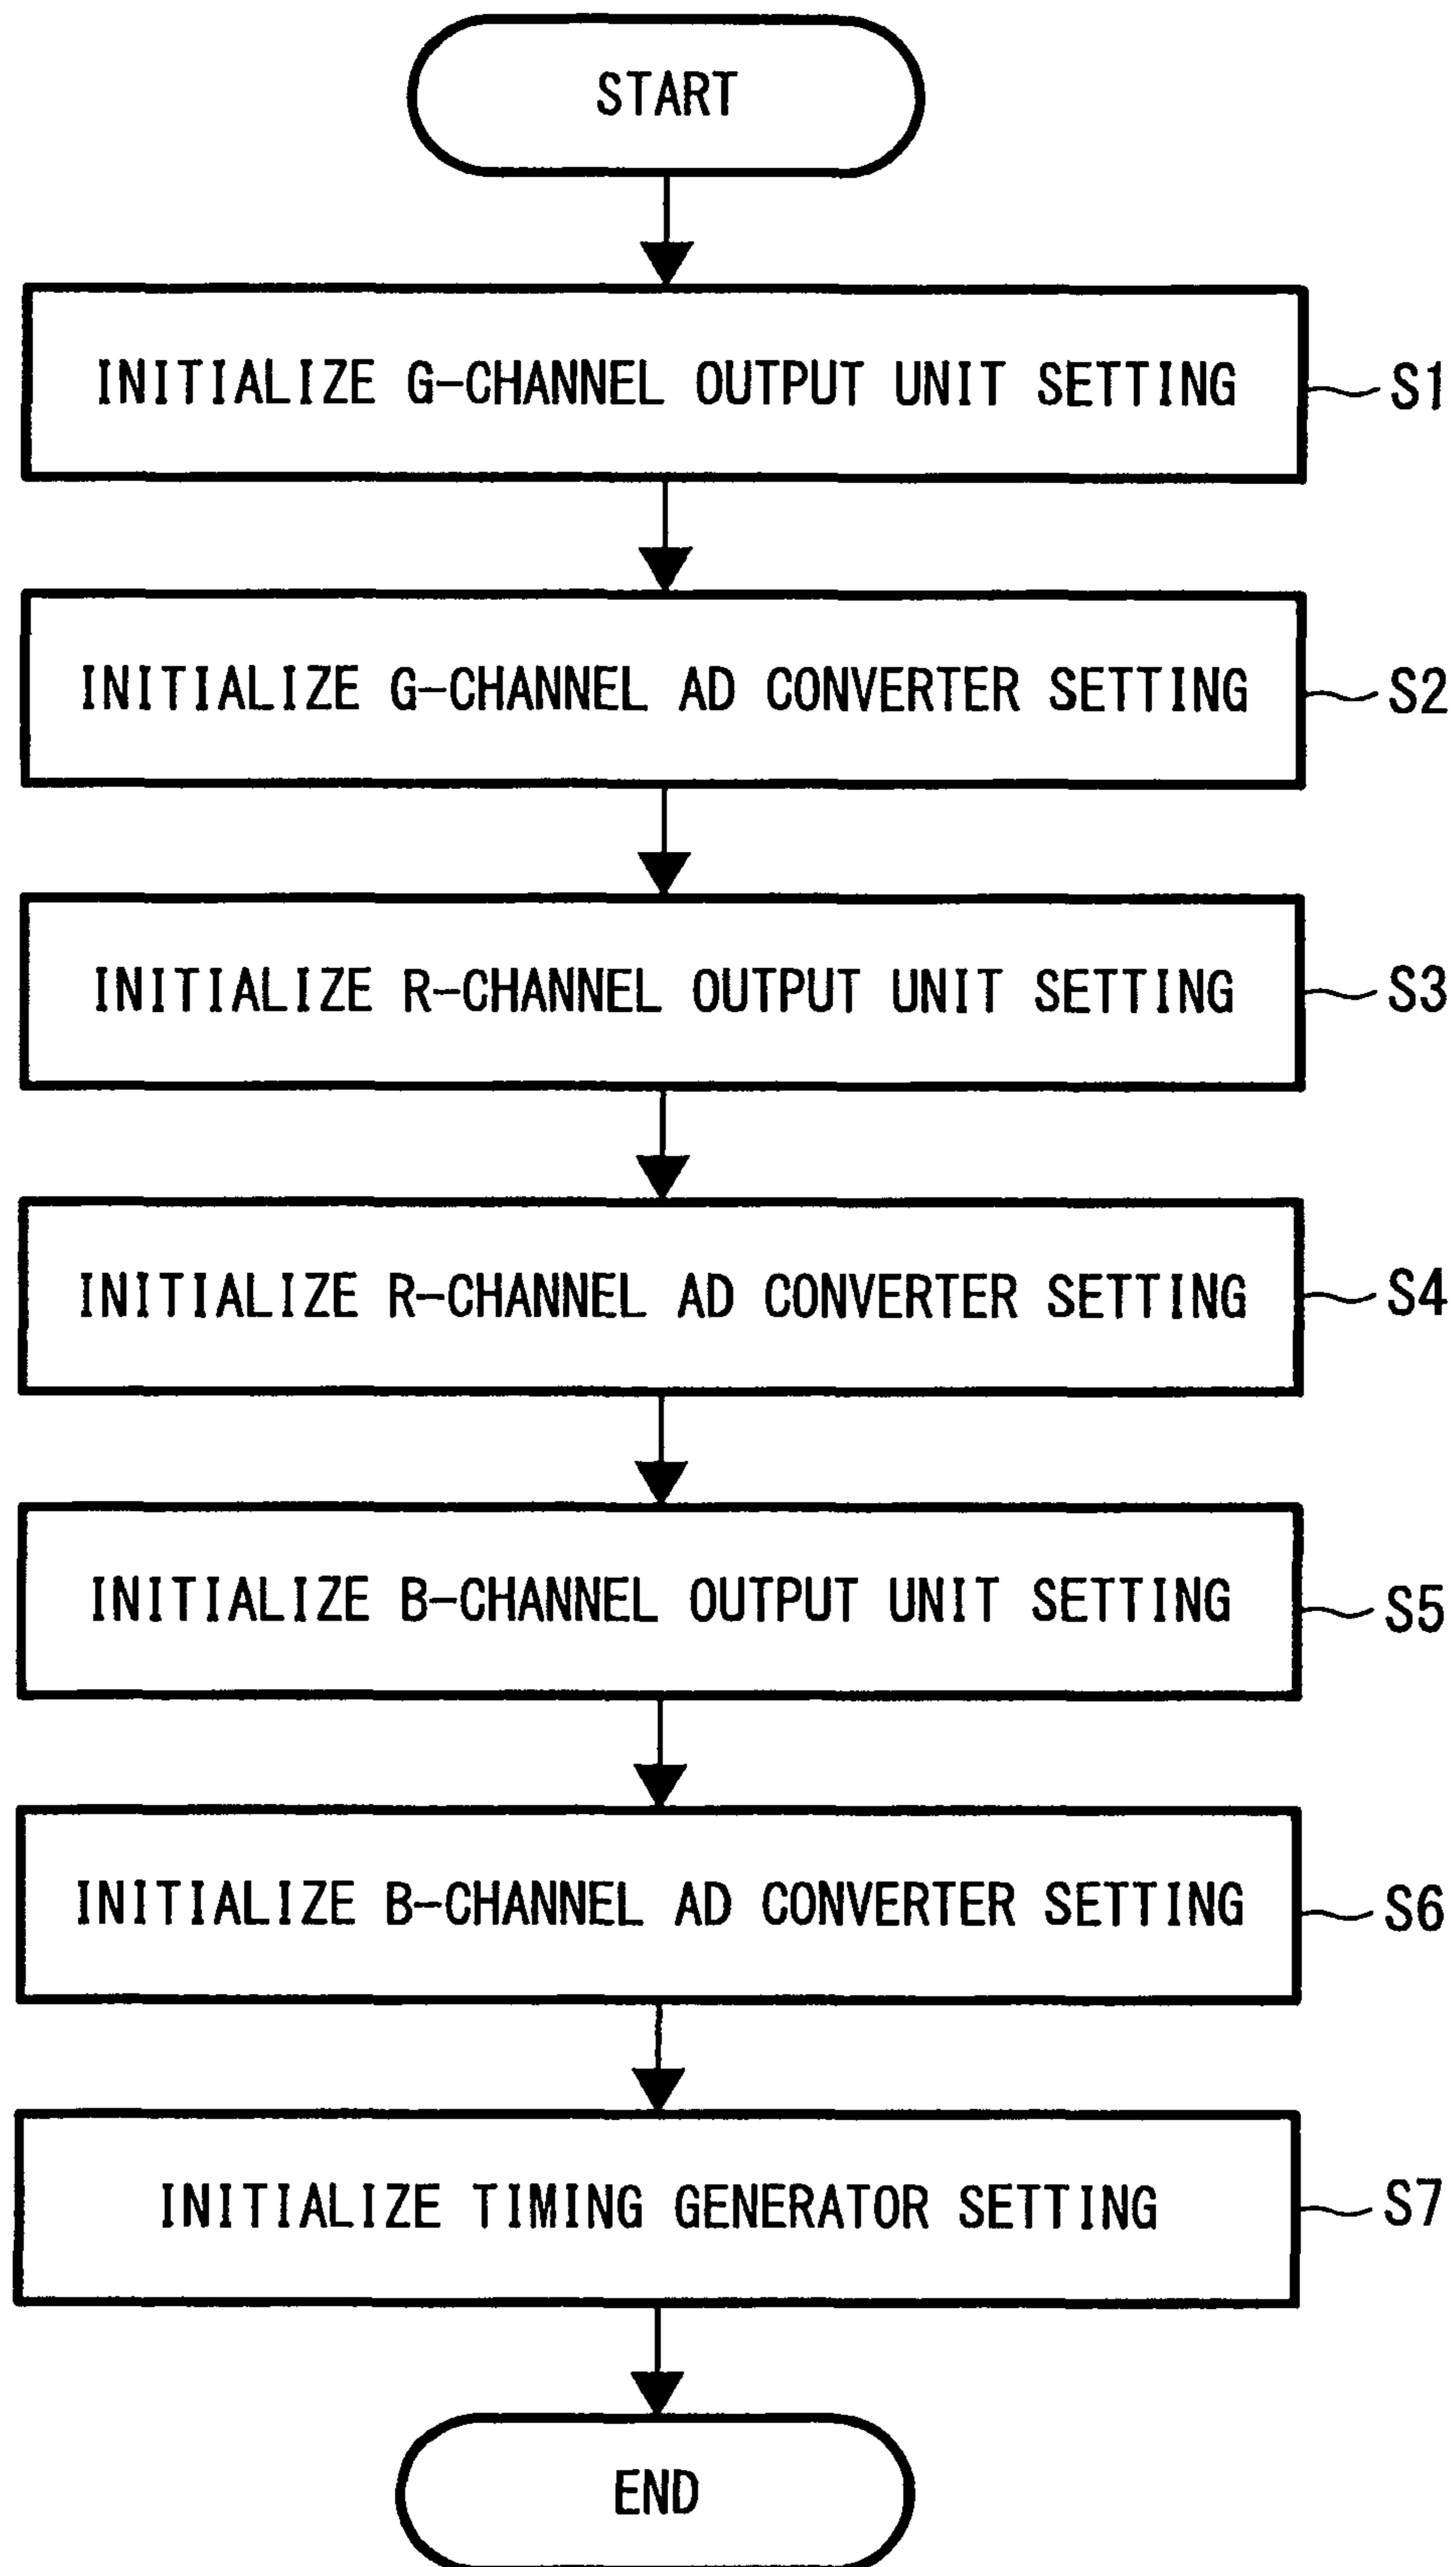 START
INITIALIZE G-CHANNEL OUTPUT UNIT SETTING S1
INITIALIZE G-CHANNEL AD CONVERTER SETTING S2
INITIALIZE R-CHANNEL OUTPUT UNIT SETTING S3
INITIALIZE R-CHANNEL AD CONVERTER SETTING S4
INITIALIZE B-CHANNEL OUTPUT UNIT SETTING S5
INITIALIZE B-CHANNEL AD CONVERTER SETTING S6
INITIALIZE TIMING GENERATOR SETTING S7
END